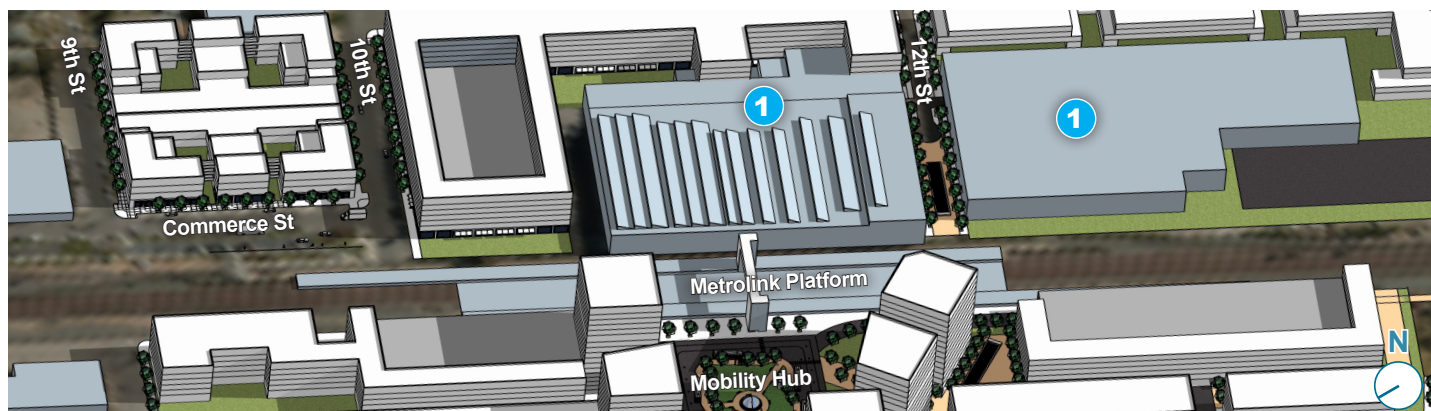 9th St
10th St
12th St
1
1
Commerce St
Metrolink Platform
Mobility Hub
N